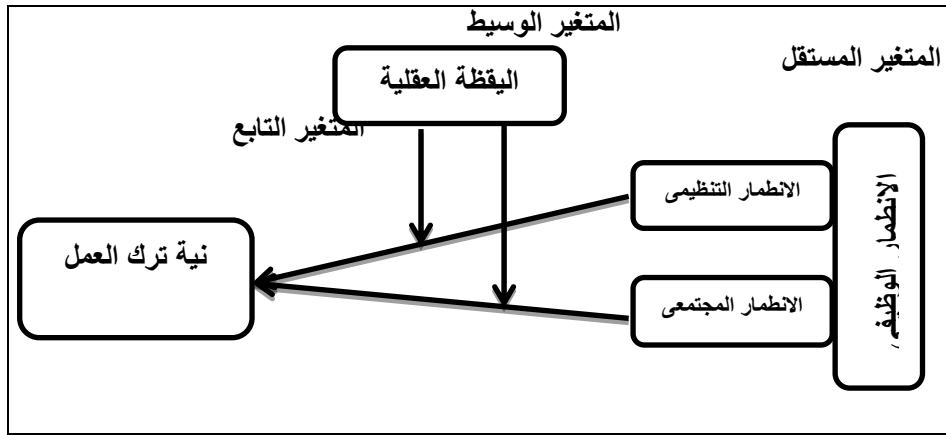 المتغير الوسيط
المتغير المستقل
اليقظة العقلية
المتغير التابع
الانطمار التنظيمى
الانطمار الوظيفى
نية ترك العمل
الانطمار المجتمعى